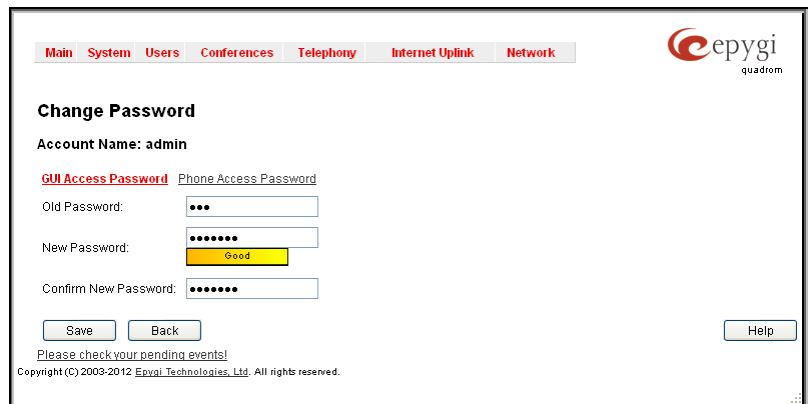 Main System Users Conferences Telephony Internet Uplink Network
epygi
quadrom
Change Password
Account Name: admin
GUI Access Password Phone Access Password
Old Password: •••
New Password: •••••••
Good
Confirm New Password: •••••••
Save Back Help
Please check your pending events!
Copyright (C) 2003-2012 Epygi Technologies, Ltd. All rights reserved.